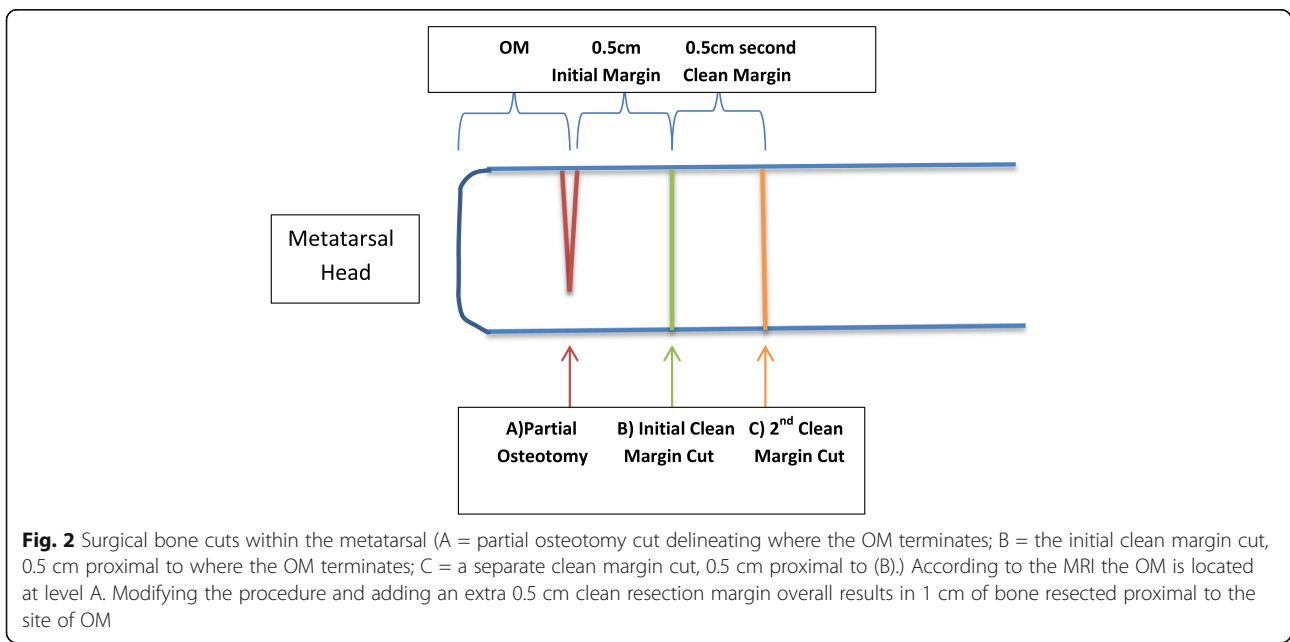 OM 0.5cm 0.5cm second
Initial Margin Clean Margin
Metatarsal
Head
A)Partial B) Initial Clean C) 2nd Clean
Osteotomy Margin Cut Margin Cut
Fig. 2 Surgical bone cuts within the metatarsal (A = partial osteotomy cut delineating where the OM terminates; B = the initial clean margin cut,
0.5 cm proximal to where the OM terminates; C = a separate clean margin cut, 0.5 cm proximal to (B).) According to the MRI the OM is located
at level A. Modifying the procedure and adding an extra 0.5 cm clean resection margin overall results in 1 cm of bone resected proximal to the
site of OM